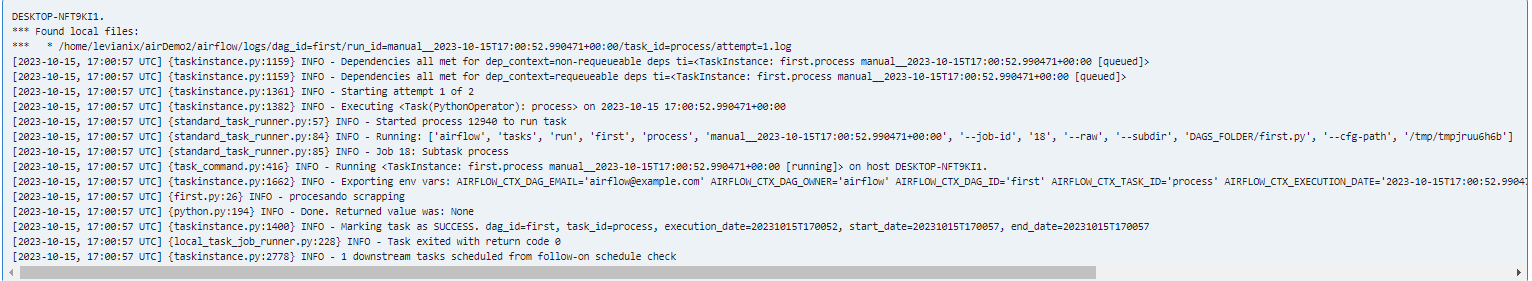 DESKTOP-NFT9KI1.
*** Found local files:
***   * /home/levianix/airDemo2/airflow/logs/dag_id=first/run_id=manual__2023-10-15T17:00:52.990471+00:00/task_id=process/attempt=1.log
[2023-10-15, 17:00:57 UTC] {taskinstance.py:1159} INFO - Dependencies all met for dep_context=non-requeueable deps ti=<TaskInstance: first.process manual__2023-10-15T17:00:52.990471+00:00 [queued]>
[2023-10-15, 17:00:57 UTC] {taskinstance.py:1159} INFO - Dependencies all met for dep_context=requeueable deps ti=<TaskInstance: first.process manual__2023-10-15T17:00:52.990471+00:00 [queued]>
[2023-10-15, 17:00:57 UTC] {taskinstance.py:1361} INFO - Starting attempt 1 of 2
[2023-10-15, 17:00:57 UTC] {taskinstance.py:1382} INFO - Executing <Task(PythonOperator): process> on 2023-10-15 17:00:52.990471+00:00
[2023-10-15, 17:00:57 UTC] {standard_task_runner.py:57} INFO - Started process 12940 to run task
[2023-10-15, 17:00:57 UTC] {standard_task_runner.py:84} INFO - Running: ['airflow', 'tasks', 'run', 'first', 'process', 'manual__2023-10-15T17:00:52.990471+00:00', '--job-id', '18', '--raw', '--subdir', 'DAGS_FOLDER/first.py', '--cfg-path', '/tmp/tmpjruu6h6b']
[2023-10-15, 17:00:57 UTC] {standard_task_runner.py:85} INFO - Job 18: Subtask process
[2023-10-15, 17:00:57 UTC] {task_command.py:416} INFO - Running <TaskInstance: first.process manual__2023-10-15T17:00:52.990471+00:00 [running]> on host DESKTOP-NFT9KI1.
[2023-10-15, 17:00:57 UTC] {taskinstance.py:1662} INFO - Exporting env vars: AIRFLOW_CTX_DAG_EMAIL='airflow@example.com' AIRFLOW_CTX_DAG_OWNER='airflow' AIRFLOW_CTX_DAG_ID='first' AIRFLOW_CTX_TASK_ID='process' AIRFLOW_CTX_EXECUTION_DATE='2023-10-15T17:00:52.99047
[2023-10-15, 17:00:57 UTC] {first.py:26} INFO - procesando scrapping
[2023-10-15, 17:00:57 UTC] {python.py:194} INFO - Done. Returned value was: None
[2023-10-15, 17:00:57 UTC] {taskinstance.py:1400} INFO - Marking task as SUCCESS. dag_id=first, task_id=process, execution_date=20231015T170052, start_date=20231015T170057, end_date=20231015T170057
[2023-10-15, 17:00:57 UTC] {local_task_job_runner.py:228} INFO - Task exited with return code 0
[2023-10-15, 17:00:57 UTC] {taskinstance.py:2778} INFO - 1 downstream tasks scheduled from follow-on schedule check